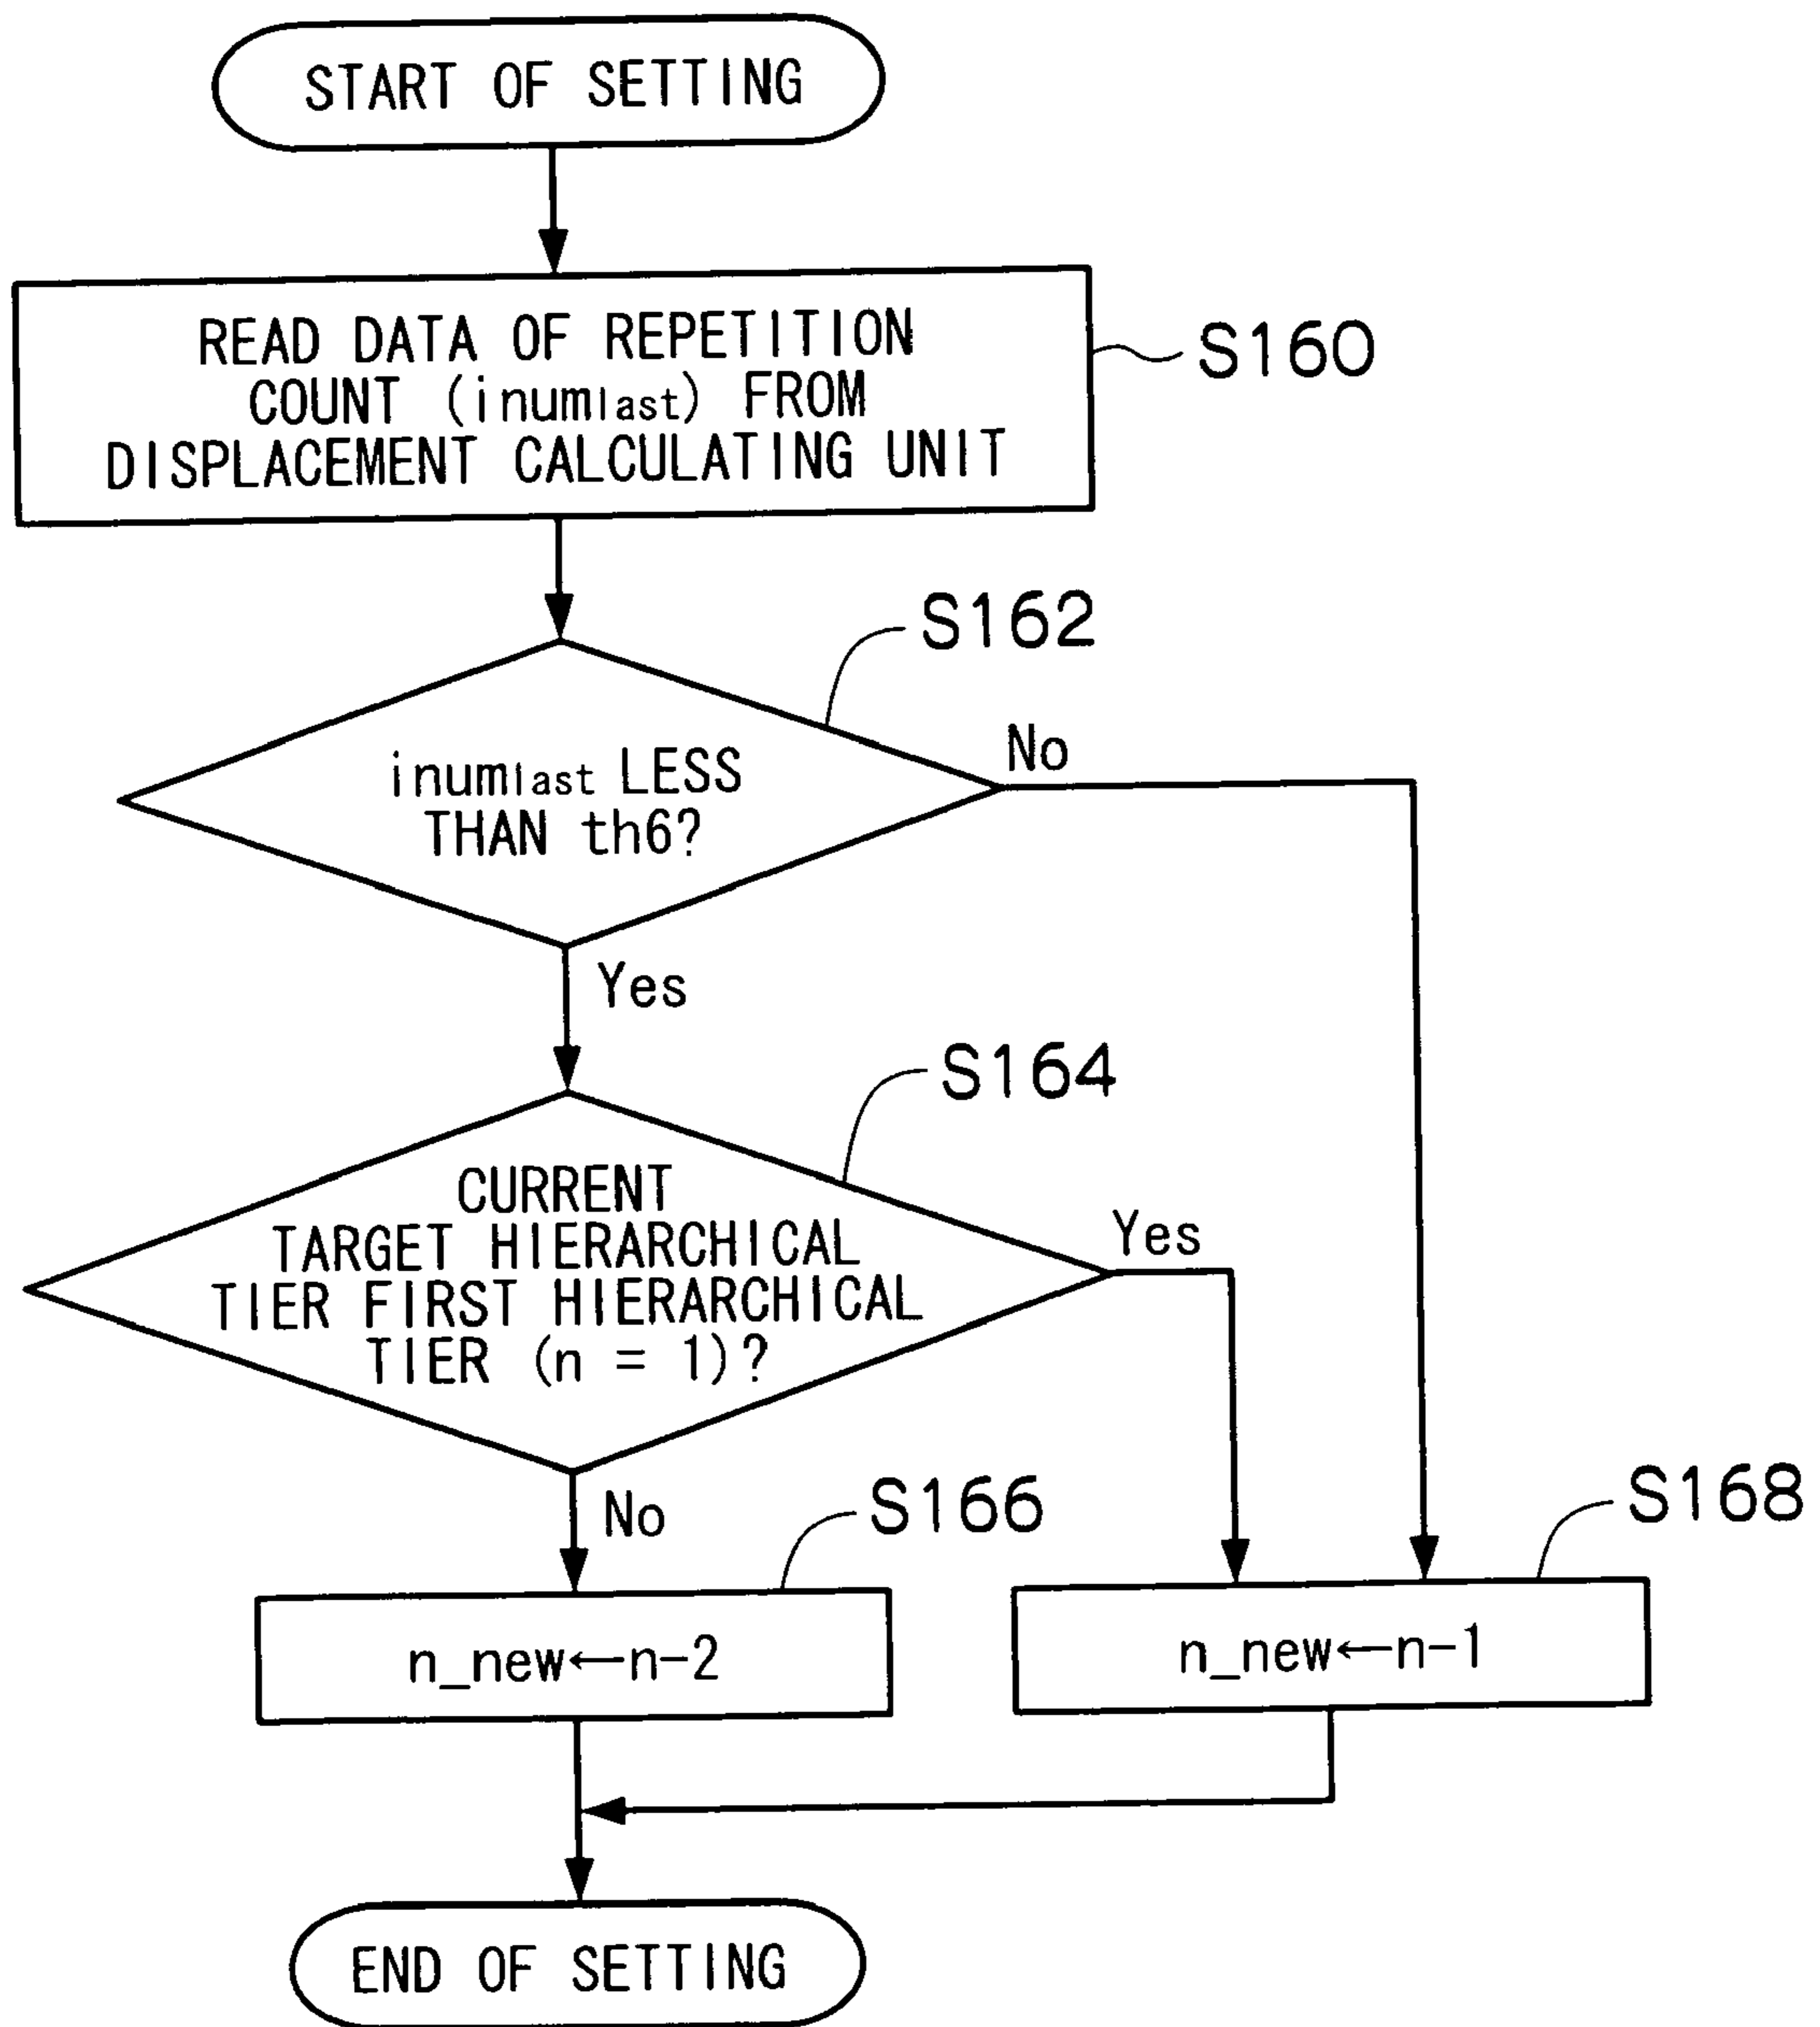 START OF SETTING
READ DATA OF REPETITION
COUNT (inumlast) FROM
DISPLACEMENT CALCULATING UNIT
S160
S162
inumlast LESS
THAN th6?
No
Yes
S164
CURRENT
TARGET HIERARCHICAL
TIER FIRST HIERARCHICAL
TIER (n = 1)?
Yes
No
S166
S168
n_new←n-2
n_new←n-1
END OF SETTING